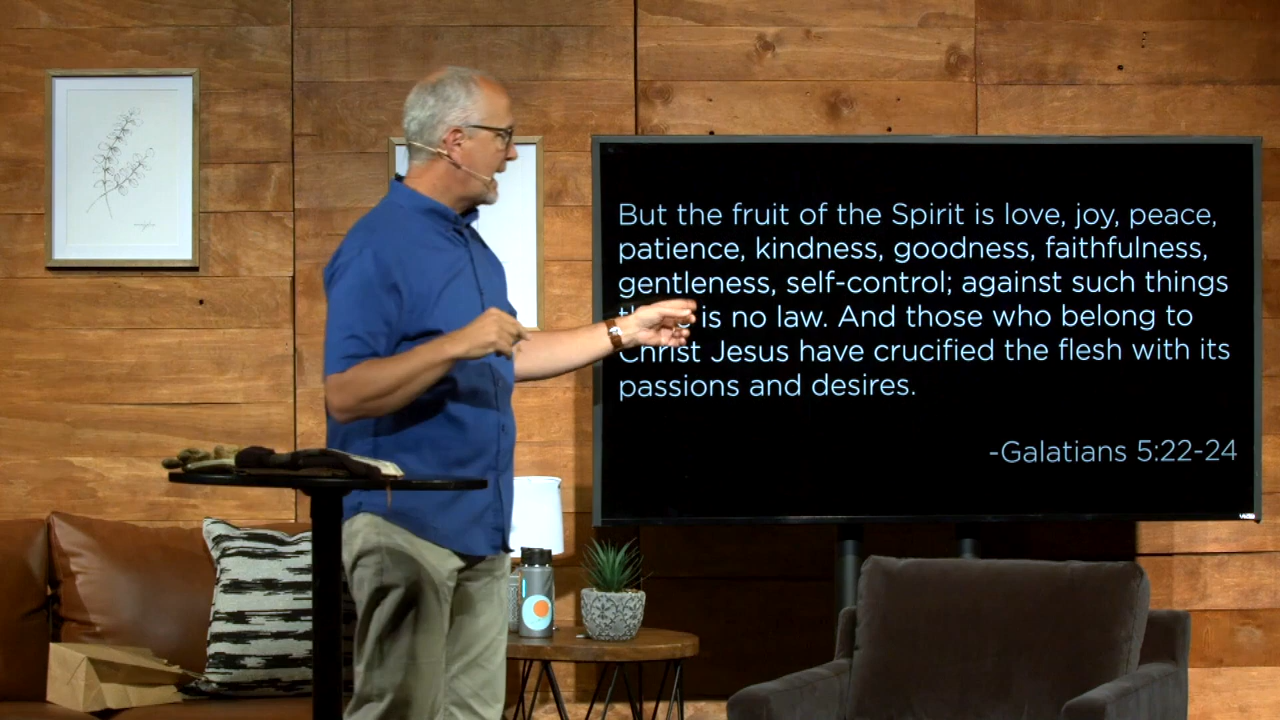 But the fruit of the Spirit is love, joy, peace,
patience, kindness, goodness, faithfulness,
gentleness, self-control; against such things
is no law. And those who belong to
Christ Jesus have crucified the flesh with its
passions and desires.
-Galatians 5:22-24